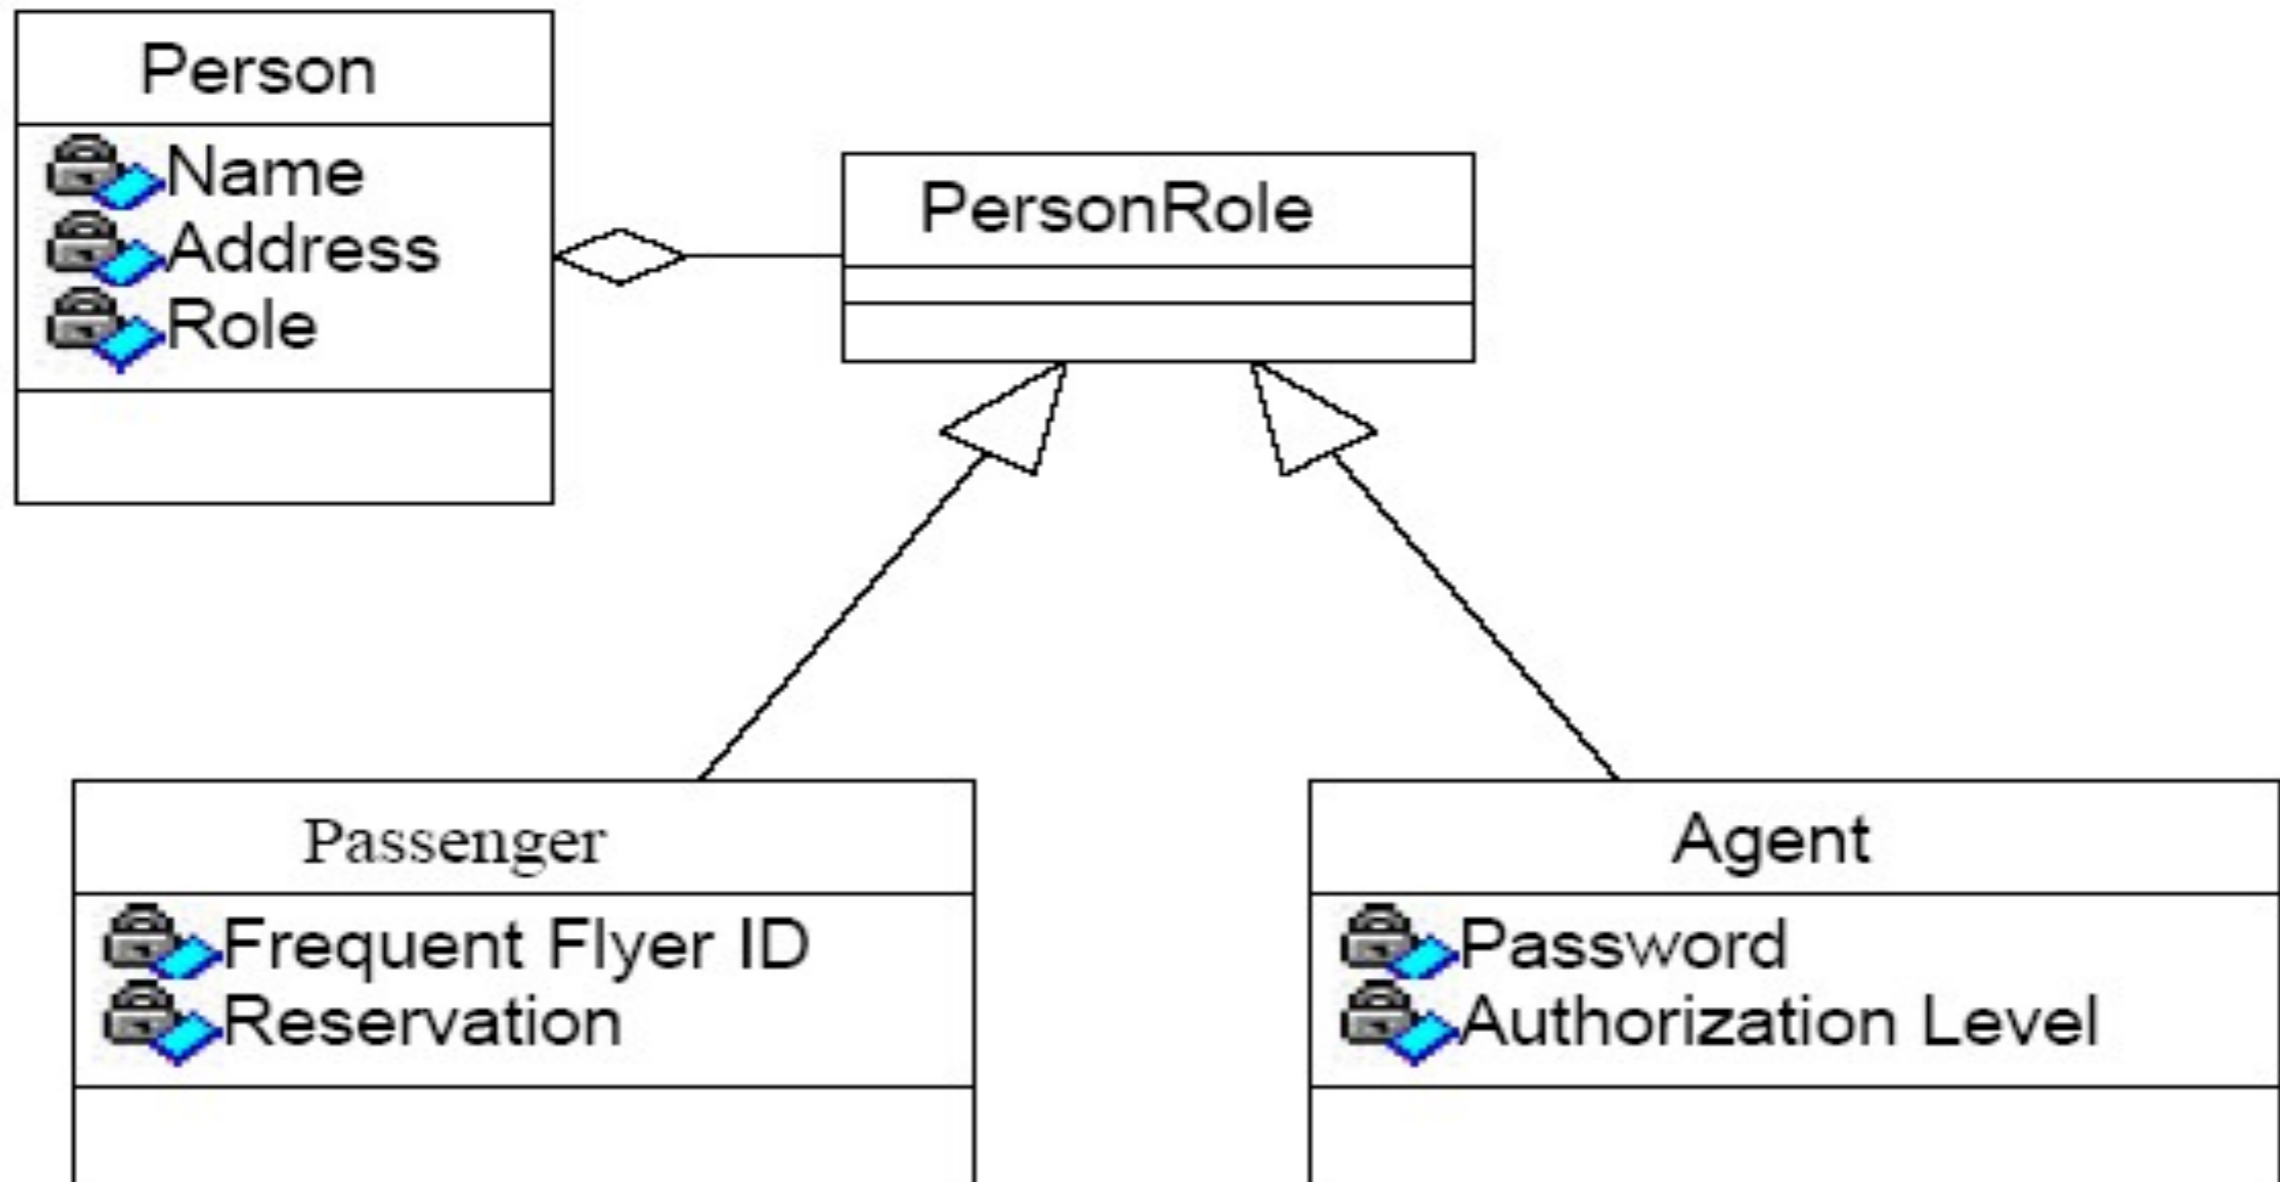 Person
Name
Address
Role
PersonRole
Passenger
Frequent Flyer ID
Reservation
Agent
Password
Authorization Level